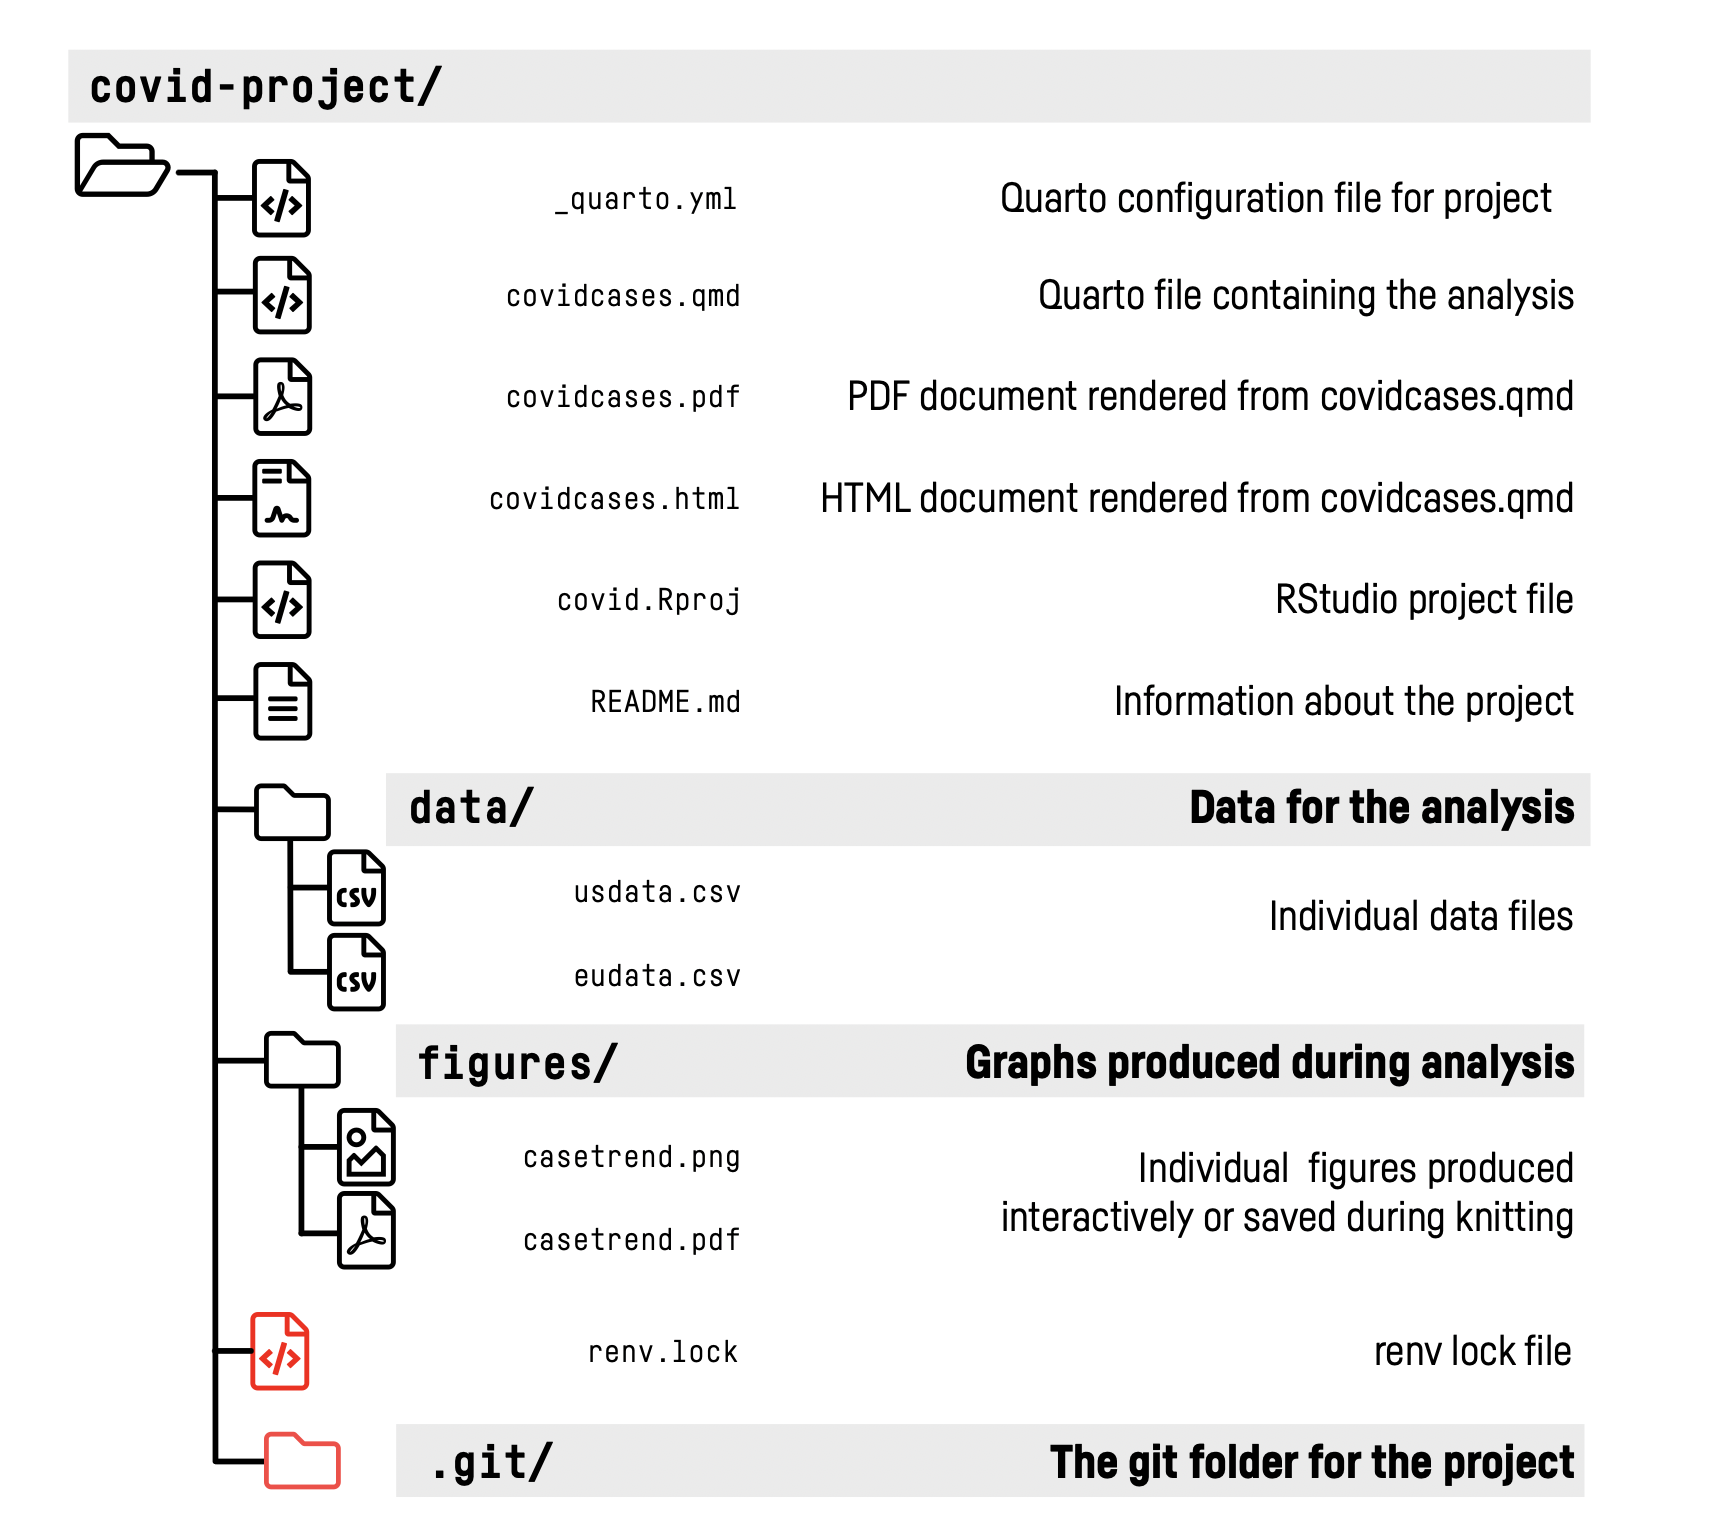 covid-project/
</>
_quarto.yml
Quarto configuration file for project
</>
covidcases.qmd
Quarto file containing the analysis
covidcases.pdf
PDF document rendered from covidcases.qmd
covidcases.html
HTML document rendered from covidcases.qmd
</>
covid.Rproj
RStudio project file
README.md
Information about the project
data/
Data for the analysis
CSV
usdata.csv
Individual data files
CSV
eudata.csv
figures/
Graphs produced during analysis
casetrend.png
Individual figures produced
interactively or saved during knitting
casetrend.pdf
</>
renv.lock
renv lock file
.git/
The git folder for the project